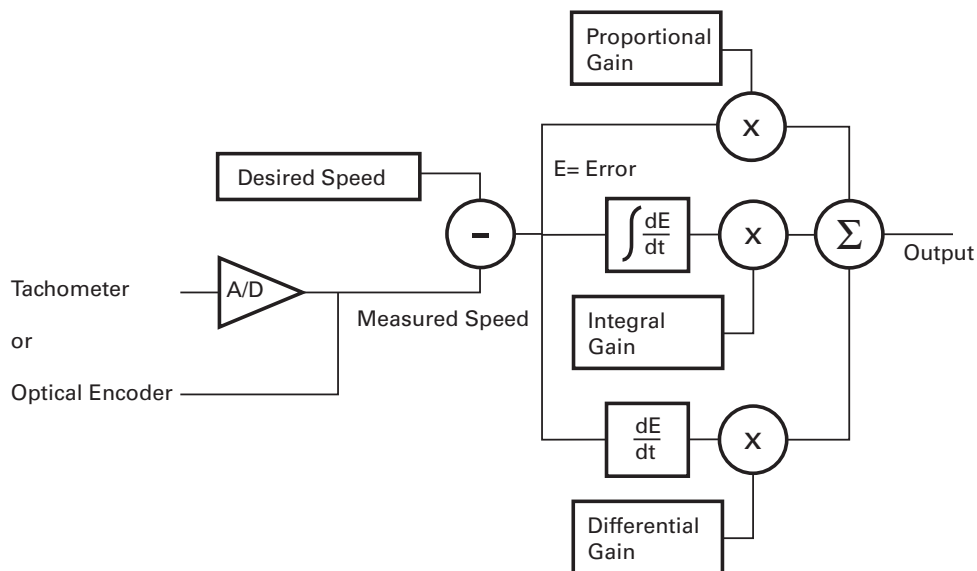 Proportional
Gain
x
Desired Speed
E= Error
-
∫ dE
dt
x
Σ
Output
Tachometer
A/D
Measured Speed
or
Integral
Gain
Optical Encoder
dE
dt
x
Differential
Gain